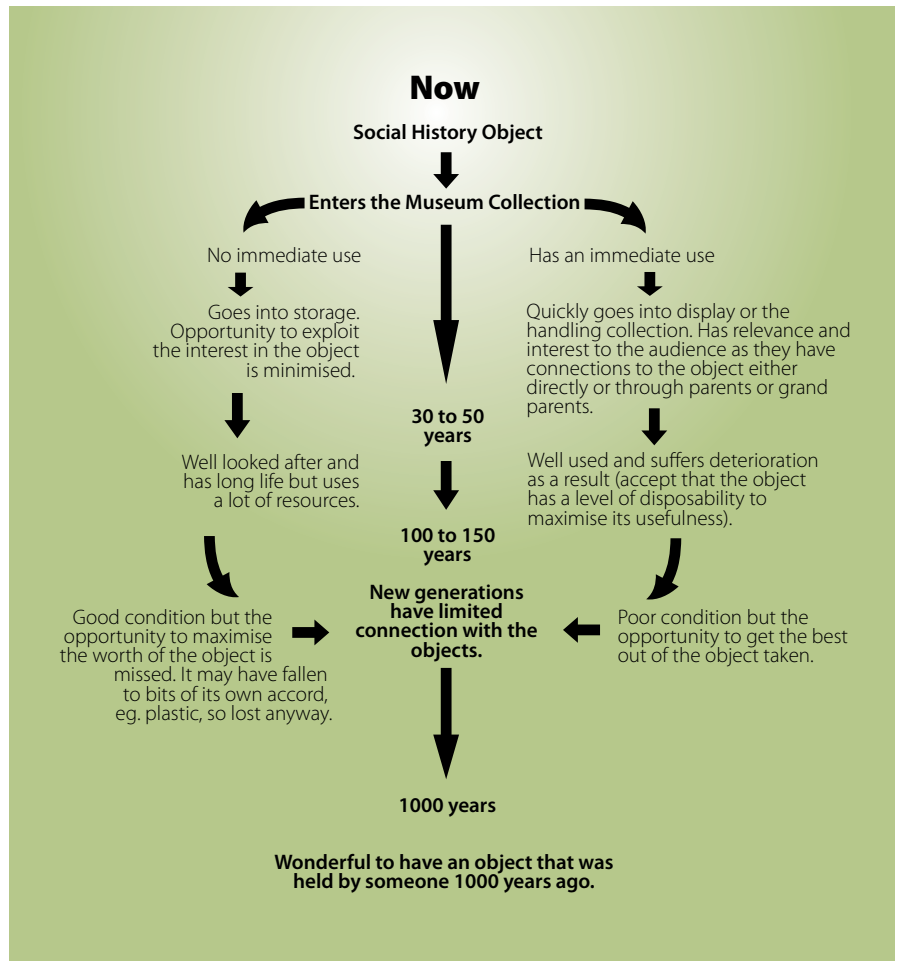 Now
Social History Object
Enters the Museum Collection
No immediate use
Goes into storage.
Opportunity to exploit
the interest in the object
is minimised.
Well looked after and
has long life but uses
a lot of resources.
Good condition but the
opportunity to maximise
the worth of the object is
missed. It may have fallen
to bits of its own accord,
eg. plastic, so lost anyway.
Has an immediate use
Quickly goes into display or the
handling collection. Has relevance and
interest to the audience as they have
connections to the object either
directly or through parents or grand
parents.
Well used and suffers deterioration
as a result (accept that the object
has a level of disposability to
maximise its usefulness).
Poor condition but the
opportunity to get the best
out of the object taken.
30 to 50
years
100 to 150
years
New generations
have limited
connection with the
objects.
1000 years
Wonderful to have an object that was
held by someone 1000 years ago.